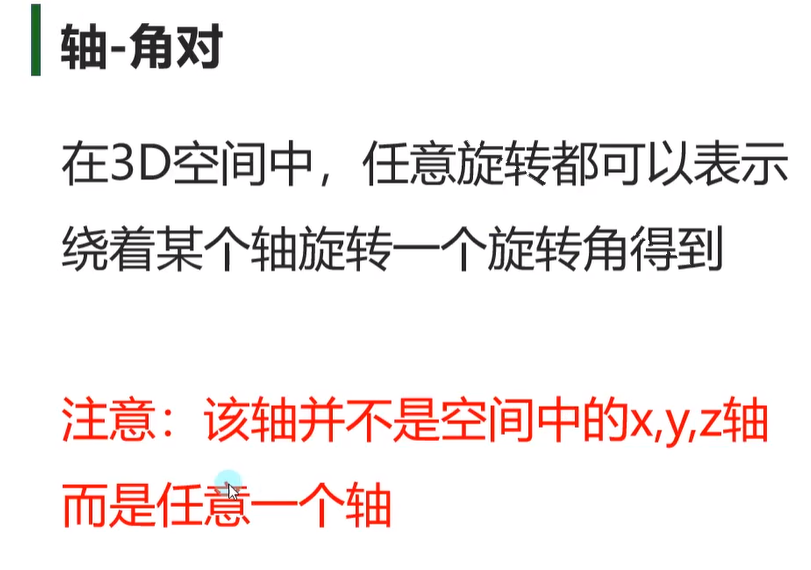 轴-角对
在3D空间中，任意旋转都可以表示
绕着某个轴旋转一个旋转角得到
注意：该轴并不是空间中的x,y,z轴
而是任意一个轴